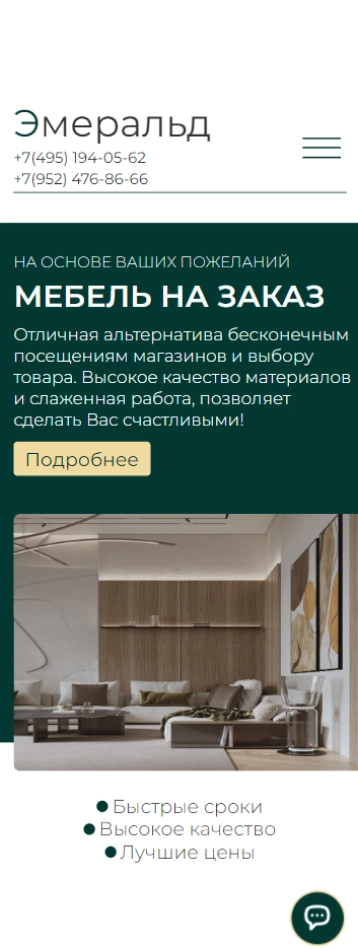 Эмеральд
+7(495) 194-05-62
+7(952) 476-86-66
НА ОСНОВЕ ВАШИХ ПОЖЕЛАНИЙ
МЕБЕЛЬ НА ЗАКАЗ
Отличная альтернатива бесконечным
посещениям магазинов и выбору
товара. Высокое качество материалов
и слаженная работа, позволяет
сделать Вас счастливыми!
Подробнее
Быстрые сроки
Высокое качество
Лучшие цены